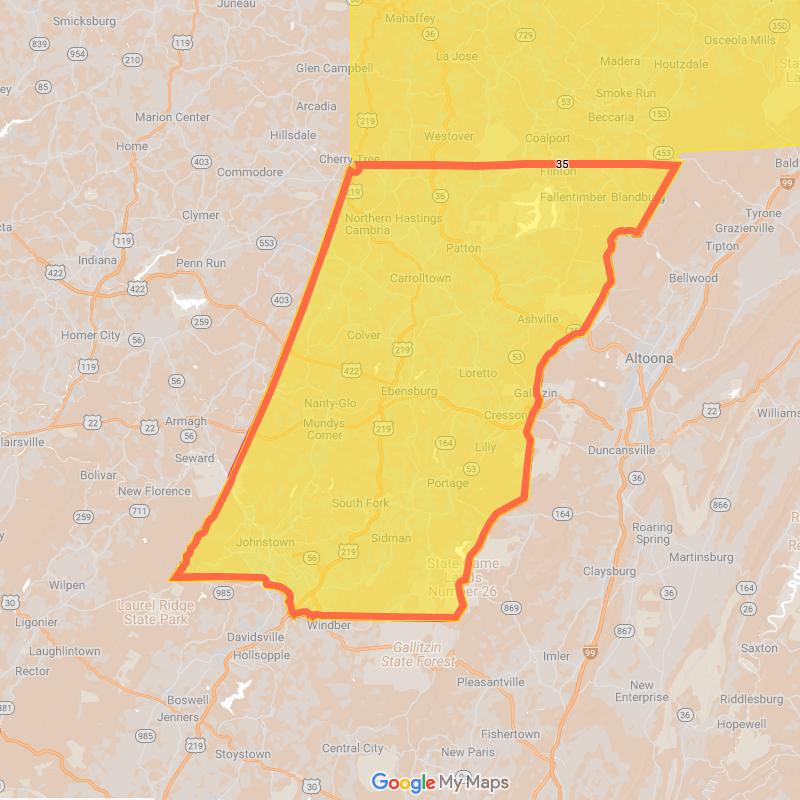 Smicksburg
Juneau
Mahaffey
36
729
350
839
119
Osceola Mills
954
210
La Jose
Madera
Houtzdale
Glen Campbell
85
Smoke Run
53
Arcadia
Beccaria
153
Marion Center
219
Hillsdale
Westover
Coalport
Home
453
Cherry Tree
35
403
Commodore
Flinton
99
219
36
Fallentimber
Blandburg
Clymer
Northern
Cambria
Hastings
Tyrone
Grazierville
119
553
Patton
Tipton
Indiana
Penn Run
422
Carrolltown
Bellwood
422
403
259
Ashville
Homer City
56
Colver
219
53
Altoona
119
422
Loretto
56
Ebensburg
Gallitzin
Nanty-Glo
22
Cresson
22
22
Armagh
Mundys
Corner
219
56
164
Lilly
Duncansville
Seward
53
Bolivar
Portage
36
New Florence
South Fork
866
711
164
259
Roaring
Spring
Johnstown
Sidman
56
219
Martinsburg
State Game
Lands
Number 26
Claysburg
Wilpen
985
36
164
30
Laurel Ridge
State Park
869
26
Ligonier
Windber
867
Davidsville
Laughlintown
Hollsopple
Gallitzin
State Forest
99
Saxton
Imler
Pleasantville
New
Enterprise
Boswell
Riddlesburg
Jenners
36
Hopewell
985
219
Fishertown
Stoystown
Central City
New Paris
30
Google My Maps